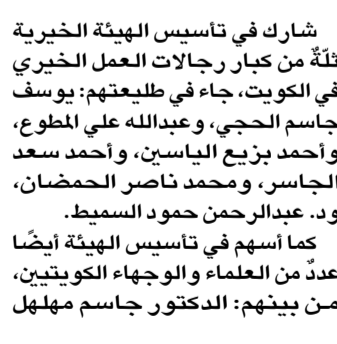 شارك في تأسيس الهيئة الخيرية
ثلّةٌ من كبار رجالات العمل الخيري
في الكويت، جاء في طليعتهم: يوسف
جاسم الحجي، وعبدالله علي المطوع،
وأحمد بزيع الياسين، وأحمد سعد
الجاسر، ومحمد ناصر الحمضان،
ود. عبدالرحمن حمود السميط.
كما أسهم في تأسيس الهيئة أيضًا
عددٌ من العلماء والوجهاء الكويتيين،
من بينهم: الدكتور جاسم مهلهل